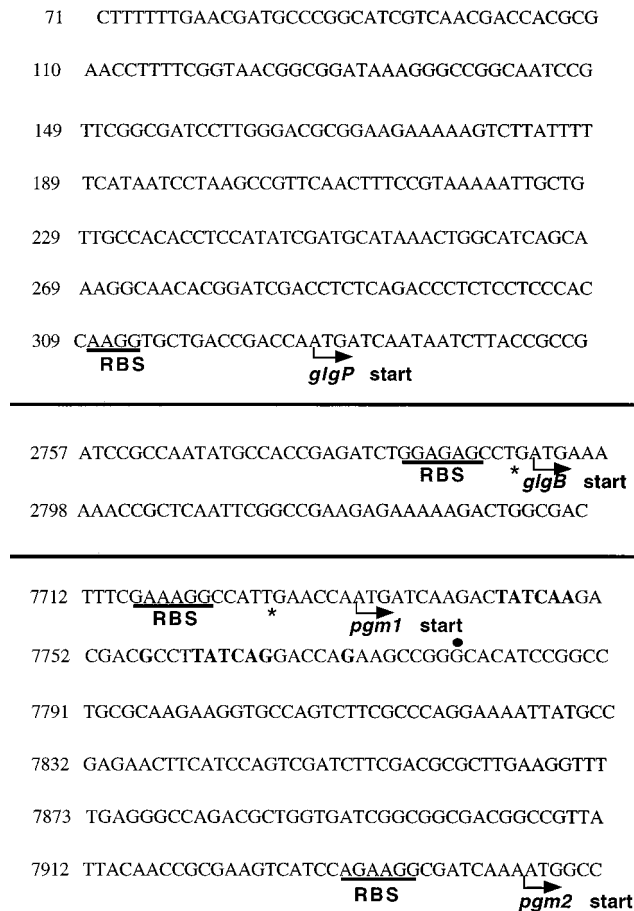 71 CTTTTTTGAACGATGCCCGGCATCGTCAACGACCACGCG
110 AACCTTTTCGGTAACGGCGGATAAAGGGCCGGCAATCCG
149 TTCGGCGATCCTTGGGACGCGGAAGAAAAAGTCTTATTTT
189 TCATAATCCTAAGCCGTTCAACTTTCCGTAAAAATTGCTG
229 TTGCCACACCTCCATATCGATGCATAAACTGGCATCAGCA
269 AAGGCAACACGGATCGACCTCTCAGACCCTCTCCTCCCAC
309 CAAGGTGCTGACCGACCAATGATCAATAATCTTACCGCCG
RBS glgP start
2757 ATCCGCCAATATGCCACCGAGATCTGGAGAGCCTGATGAAA
RBS * glgB start
2798 AAACCGCTCAATTCGGCCGAAGAGAAAAAGACTGGCGAC
7712 TTTCGAAAGGCCATTGAACCAATGATCAAGACTATCAAGA
RBS * pgm1 start
7752 CGACGCCTTATCAGGACCAGAAGCCGGGCACATCCGGCC
7791 TGCGCAAGAAGGTGCCAGTCTTCGCCCAGGAAAATTATGCC
7832 GAGAACTTCATCCAGTCGATCTTCGACGCGCTTGAAGGTTT
7873 TGAGGGCCAGACGCTGGTGATCGGCGGCGACGGCCGTTA
7912 TTACAACCGCGAAGTCATCCAGAAGGCGATCAAAATGGCC
RBS pgm2 start